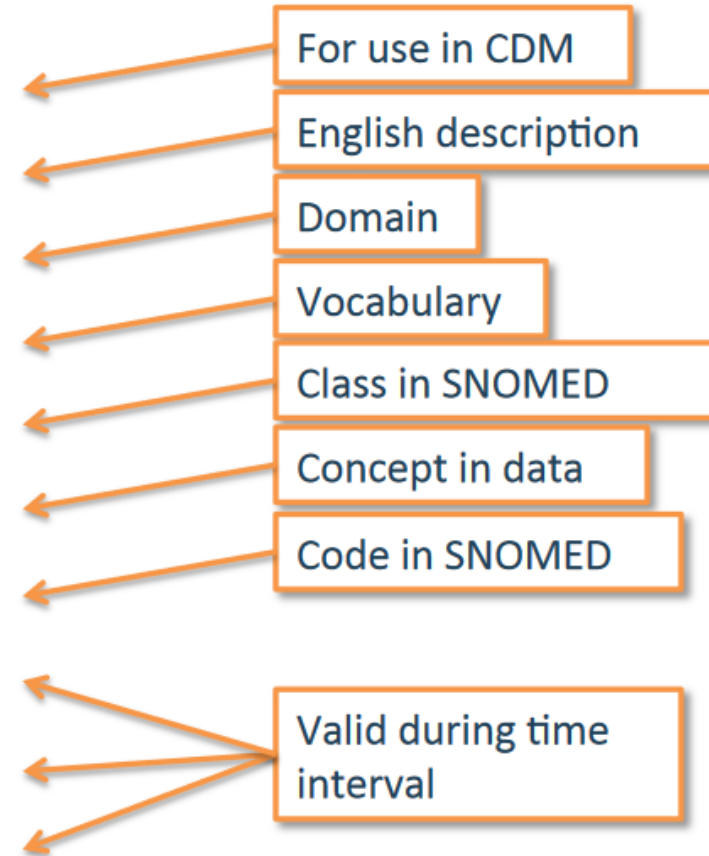 For use in CDM
English description
Domain
Vocabulary
Class in SNOMED
Concept in data
Code in SNOMED
Valid during time
interval